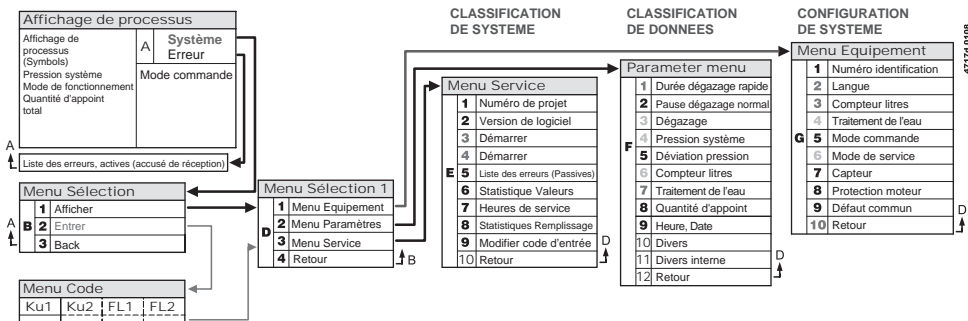 Affichage de processus
Affichage de
processus
(Symbols)
Pression système
Mode de fonctionnement
Quantité d'appoint
total
A
Système
Erreur
Mode commande
A
Liste des erreurs, actives (accusé de réception)
Menu Sélection
A
B
1 Afficher
2 Entrer
3 Back
Menu Code
Ku1 Ku2 FL1 FL2
Menu Sélection 1
D
1 Menu Equipement
2 Menu Paramètres
3 Menu Service
4 Retour
B
CLASSIFICATION
DE SYSTEME
Menu Service
E
1 Numéro de projet
2 Version de logiciel
3 Démarrer
4 Démarrer
5 Liste des erreurs (Passives)
6 Statistique Valeurs
7 Heures de service
8 Statistiques Remplissage
9 Modifier code d'entrée
10 Retour
D
CLASSIFICATION
DE DONNEES
Parameter menu
F
1 Durée dégazage rapide
2 Pause dégazage normal
3 Dégazage
4 Pression système
5 Déviation pression
6 Compteur litres
7 Traitement de l'eau
8 Quantité d'appoint
9 Heure, Date
10 Divers
11 Divers interne
12 Retour
D
CONFIGURATION
DE SYSTEME
Menu Equipement
G
1 Numéro identification
2 Langue
3 Compteur litres
4 Traitement de l'eau
5 Mode commande
6 Mode de service
7 Capteur
8 Protection moteur
9 Défaut commun
10 Retour
D
47174.0108